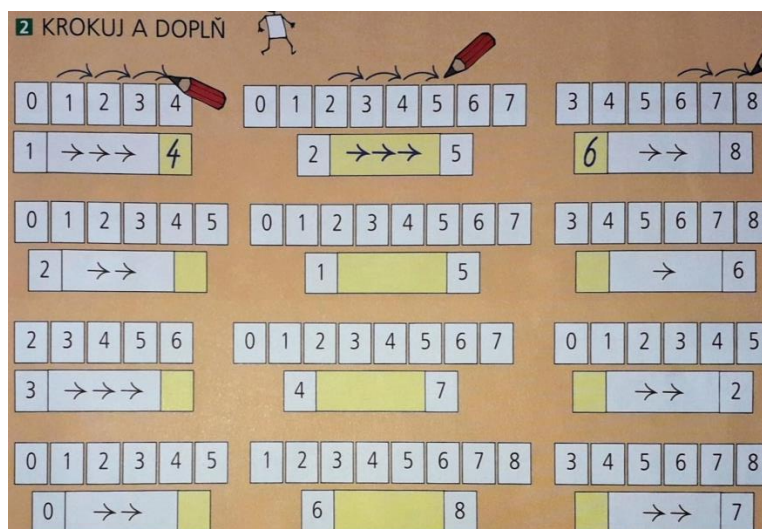 2 KROKUJ A DOPLŇ
0 1 2 3 4
0 1 2 3 4 5 6 7
3 4 5 6 7 8
1 →→→ 4
2 →→→ 5
6 →→ 8
0 1 2 3 4 5
0 1 2 3 4 5 6 7
3 4 5 6 7 8
2 →→
1 5
→ 6
2 3 4 5 6
0 1 2 3 4 5 6 7
0 1 2 3 4 5
3 →→→
4 7
→→ 2
0 1 2 3 4 5
1 2 3 4 5 6 7 8
3 4 5 6 7 8
0 →→
6 8
→→ 7